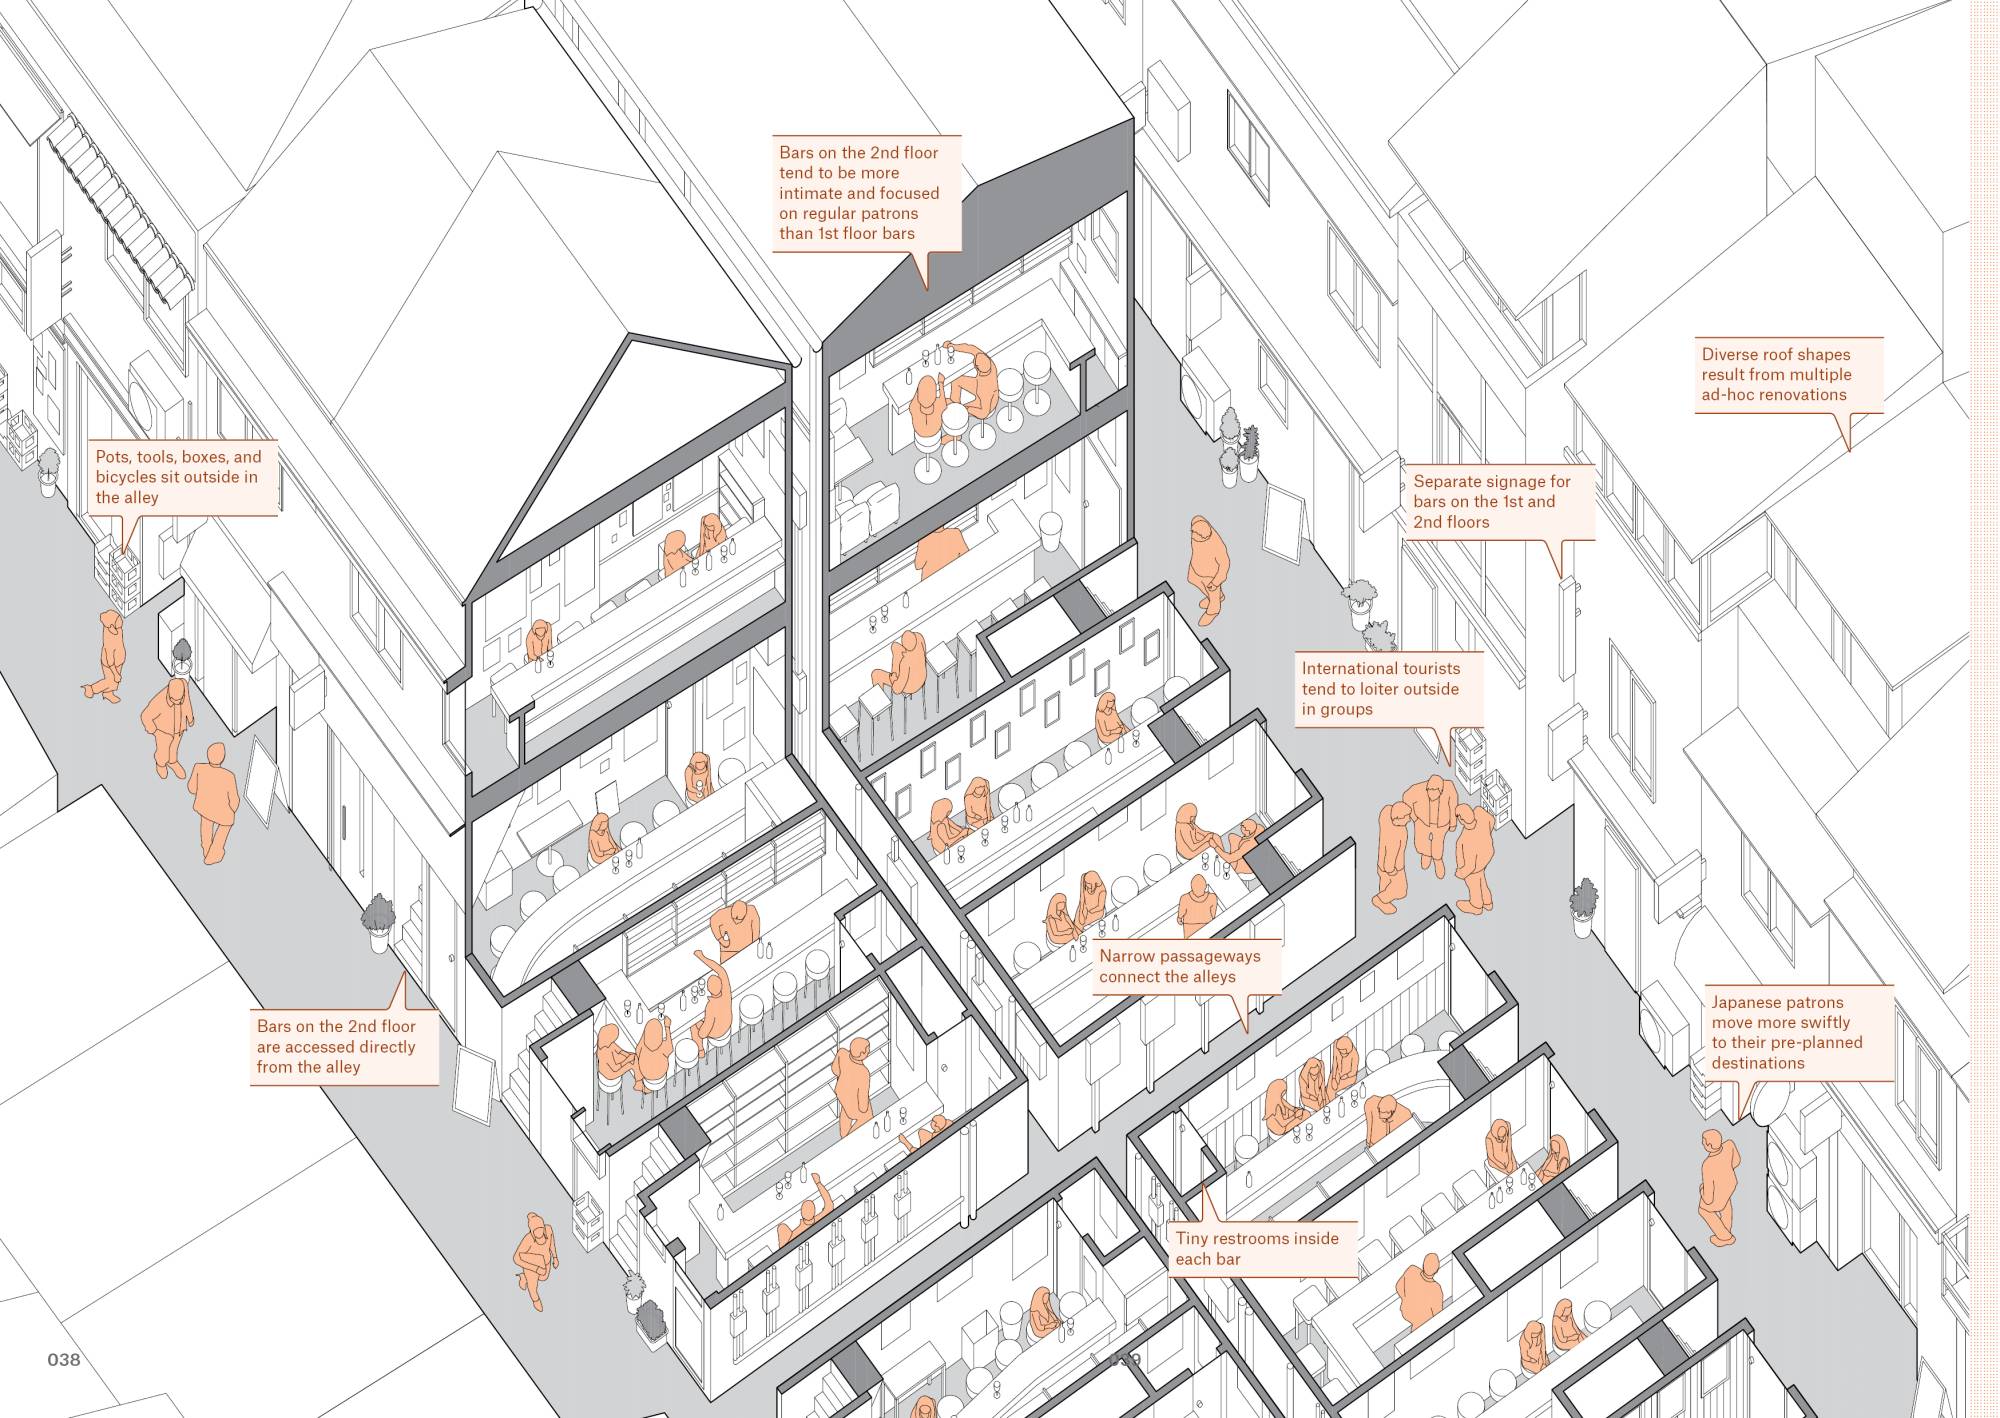 Bars on the 2nd floor
tend to be more
intimate and focused
on regular patrons
than 1st floor bars
Diverse roof shapes
result from multiple
ad-hoc renovations
Pots, tools, boxes, and
bicycles sit outside in
the alley
Separate signage for
bars on the 1st and
2nd floors
International tourists
tend to loiter outside
in groups
Narrow passageways
connect the alleys
Japanese patrons
move more swiftly
to their pre-planned
destinations
Bars on the 2nd floor
are accessed directly
from the alley
Tiny restrooms inside
each bar
038
039